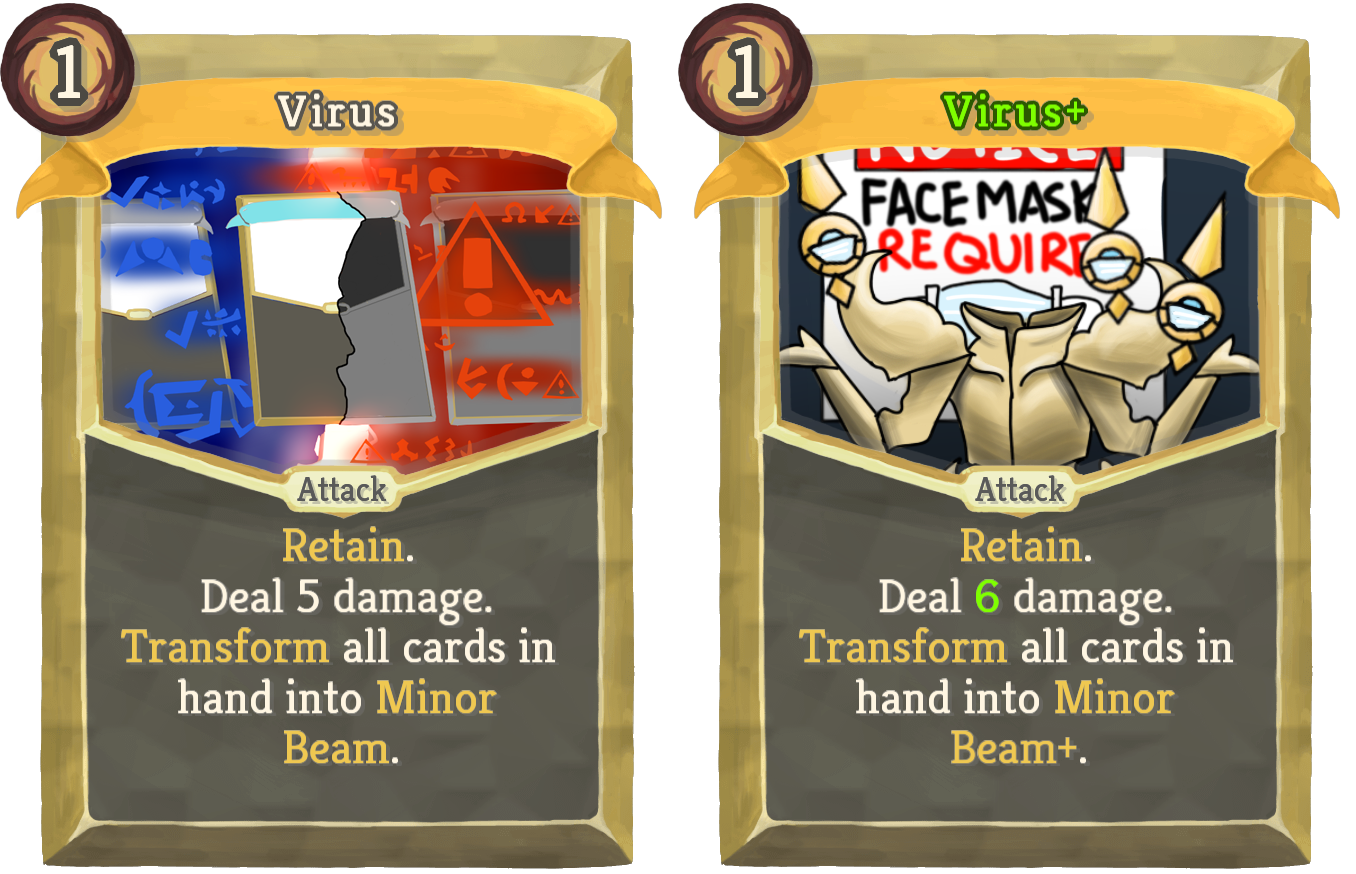 1
Virus
Attack
Retain.
Deal 5 damage.
Transform all cards in
hand into Minor
Beam.
1
Virus+
NOTICE
FACE MASK
REQUIRE
Attack
Retain.
Deal 6 damage.
Transform all cards in
hand into Minor
Beam+.